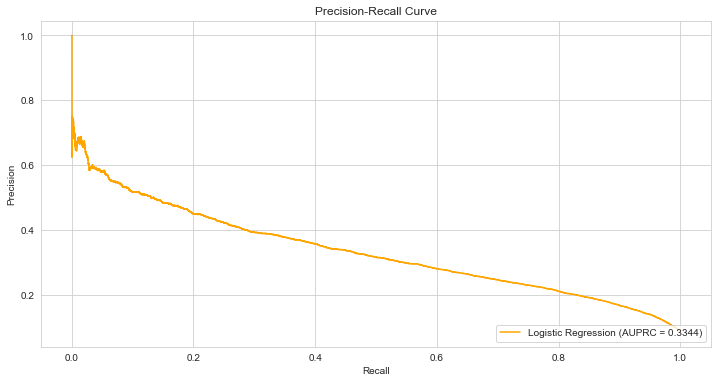 Precision-Recall Curve
1.0
0.8
0.6
0.4
0.2
Precision
0.0
0.2
0.4
0.6
0.8
1.0
Recall
Logistic Regression (AUPRC = 0.3344)